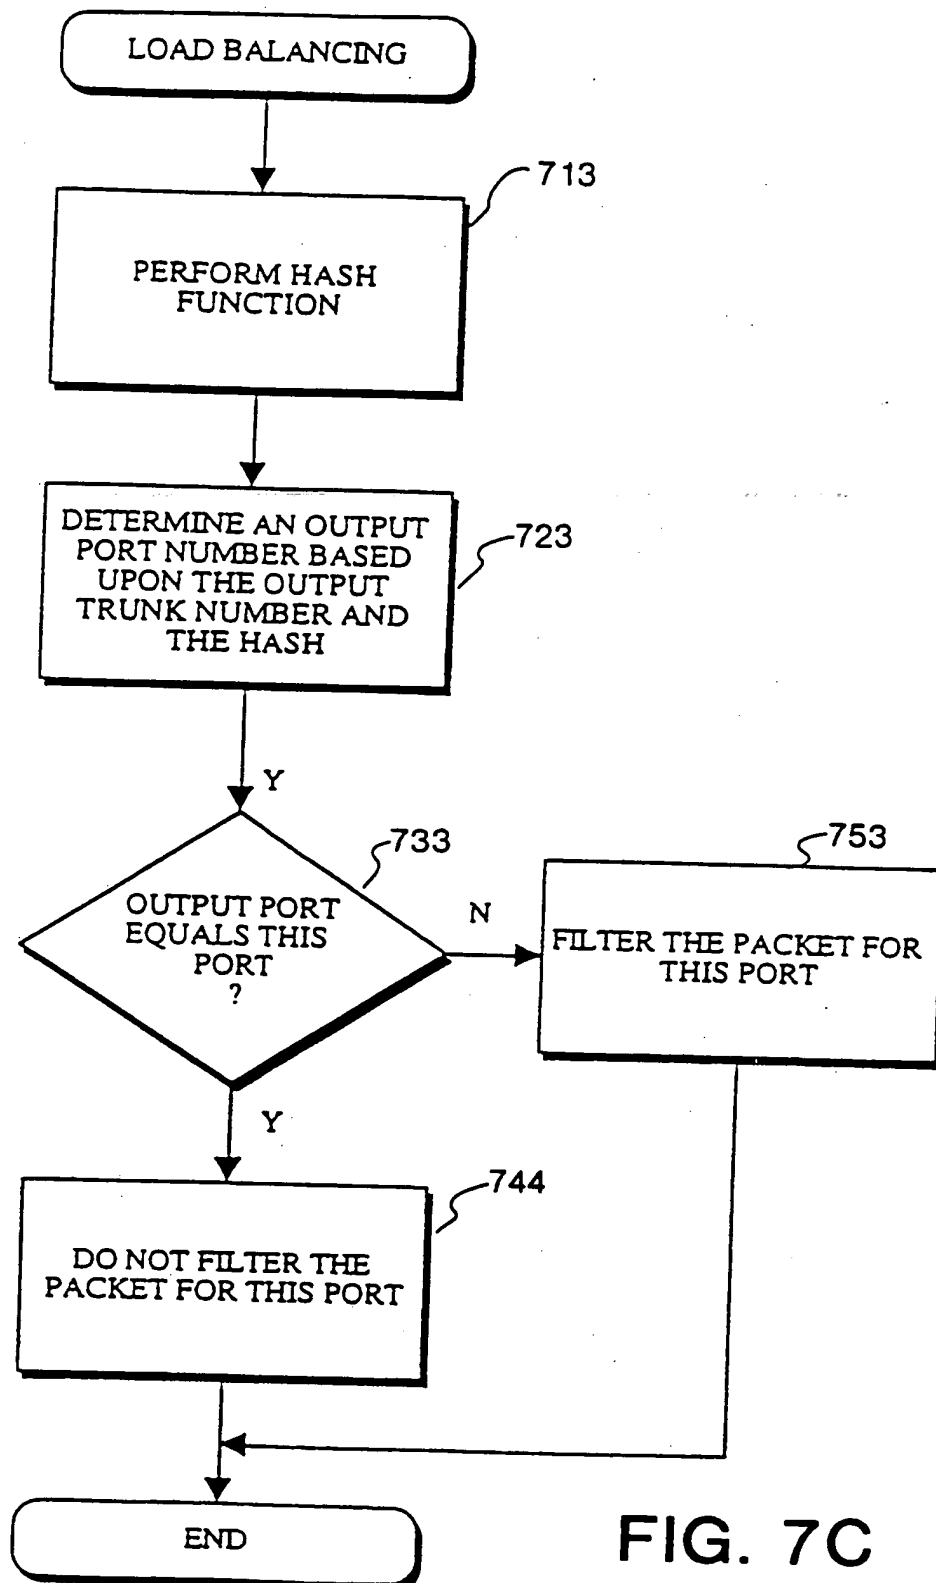 LOAD BALANCING
713
PERFORM HASH
FUNCTION
DETERMINE AN OUTPUT
PORT NUMBER BASED
UPON THE OUTPUT
TRUNK NUMBER AND
THE HASH
723
Y
733
OUTPUT PORT
EQUALS THIS
PORT
?
N
753
FILTER THE PACKET FOR
THIS PORT
Y
744
DO NOT FILTER THE
PACKET FOR THIS PORT
END
FIG. 7C